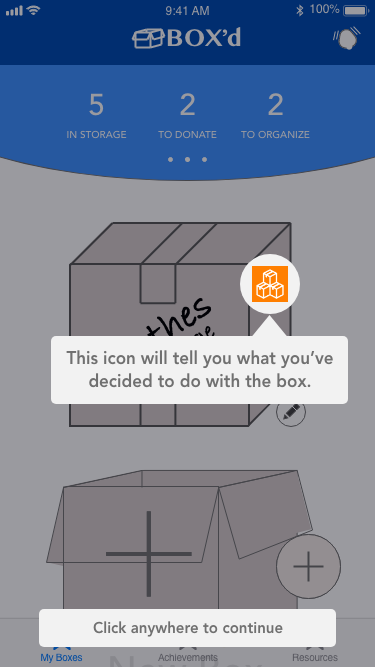 9:41 AM
100%
BOX'd
5
2
2
IN STORAGE
TO DONATE
TO ORGANIZE
This icon will tell you what you've
decided to do with the box.
Click anywhere to continue
My Boxes
Achievements
Resources